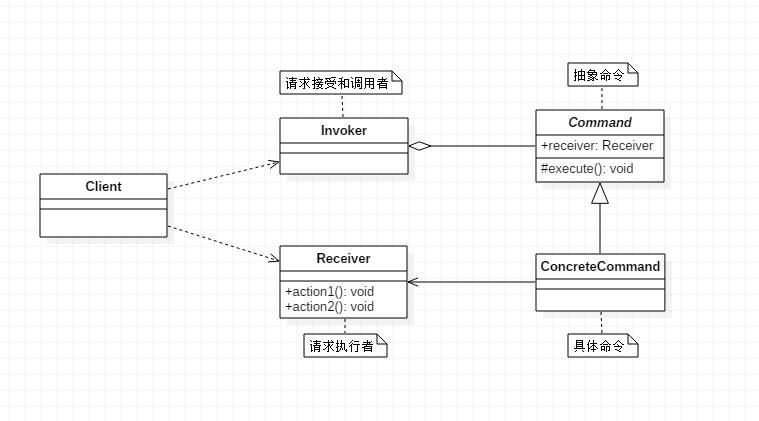 请求接受和调用者
Invoker
抽象命令
Command
+receiver: Receiver
#execute(): void
Client
Receiver
+action1(): void
+action2(): void
请求执行者
ConcreteCommand
具体命令